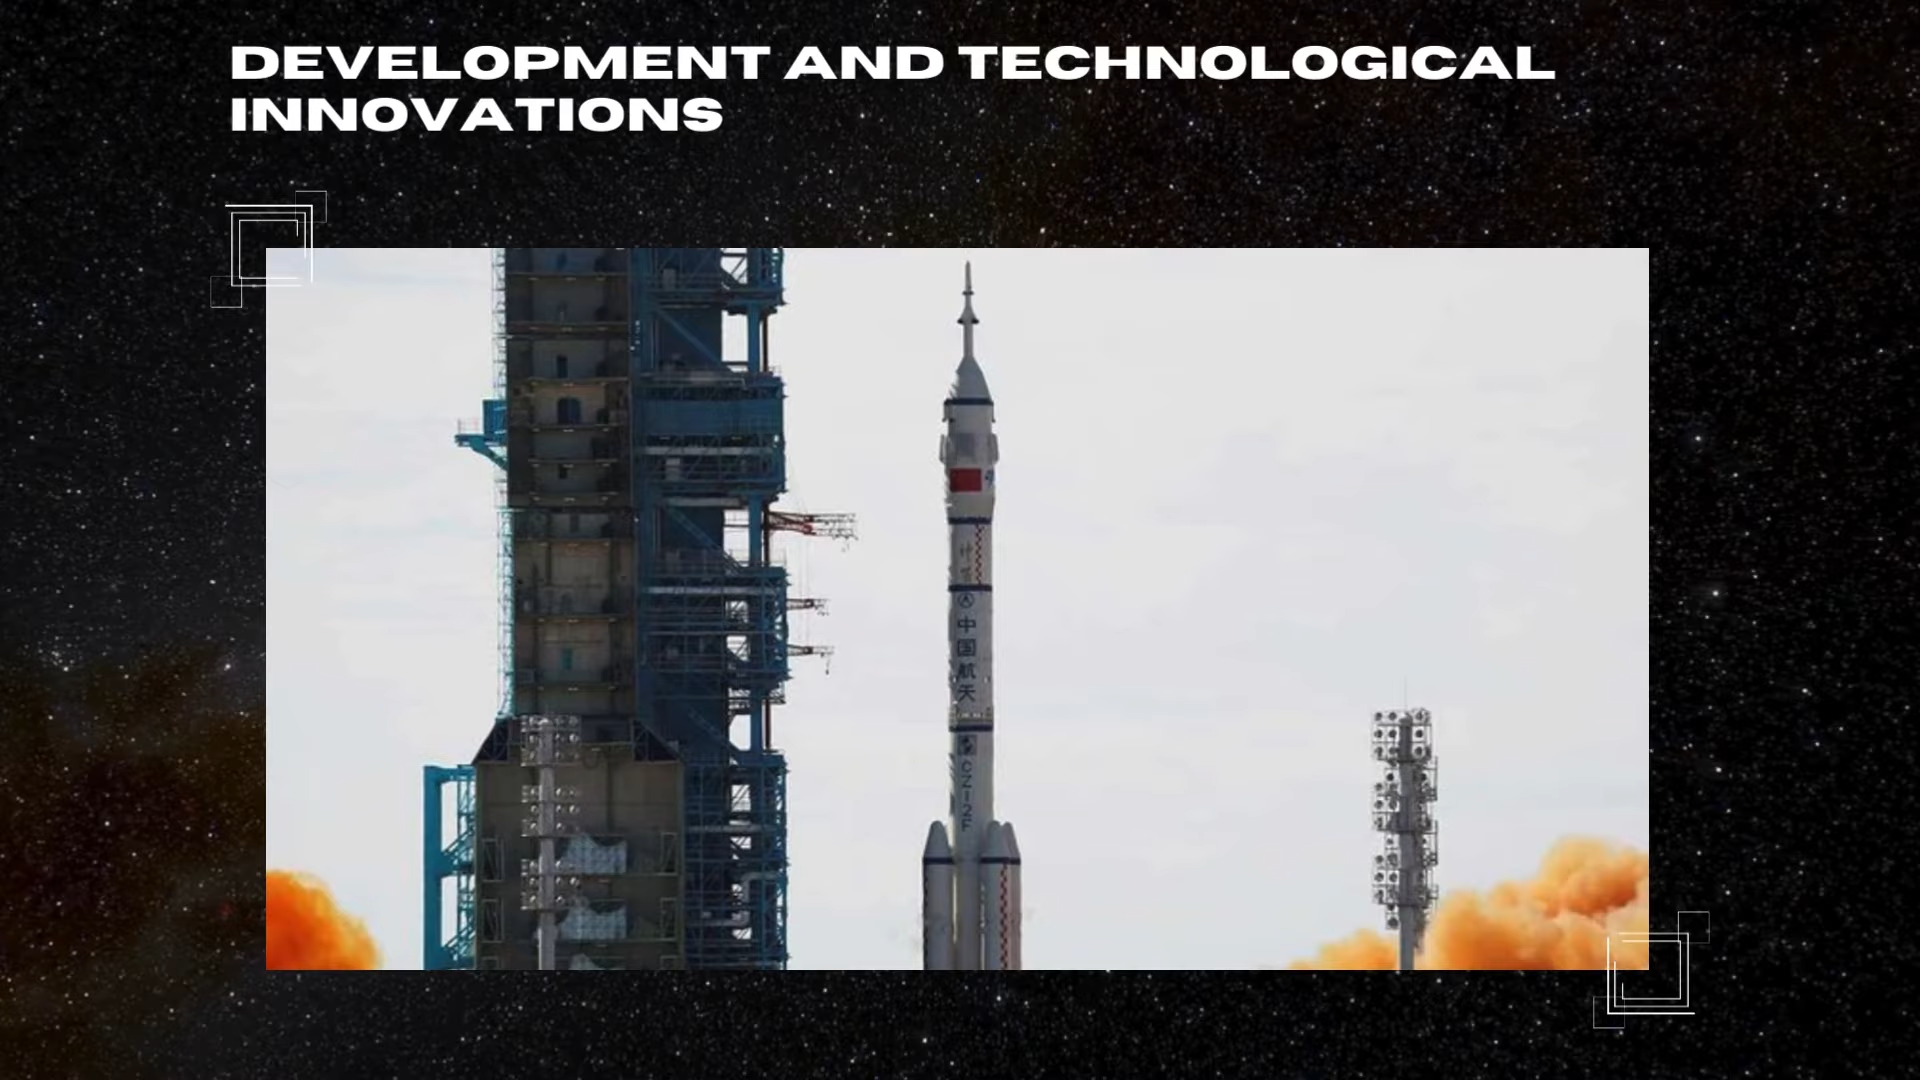 DEVELOPMENT AND TECHNOLOGICAL
INNOVATIONS
中国航天
CZ-2F